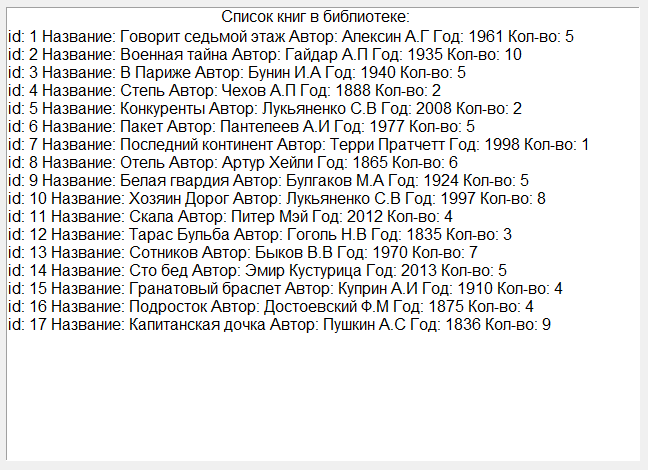 Список книг в библиотеке:
id: 1 Название: Говорит седьмой этаж Автор: Алексин А.Г Год: 1961 Кол-во: 5
id: 2 Название: Военная тайна Автор: Гайдар А.П Год: 1935 Кол-во: 10
id: 3 Название: В Париже Автор: Бунин И.А Год: 1940 Кол-во: 5
id: 4 Название: Степь Автор: Чехов А.П Год: 1888 Кол-во: 2
id: 5 Название: Конкуренты Автор: Лукьяненко С.В Год: 2008 Кол-во: 2
id: 6 Название: Пакет Автор: Пантелеев А.И Год: 1977 Кол-во: 5
id: 7 Название: Последний континент Автор: Терри Пратчетт Год: 1998 Кол-во: 1
id: 8 Название: Отель Автор: Артур Хейли Год: 1865 Кол-во: 6
id: 9 Название: Белая гвардия Автор: Булгаков М.А Год: 1924 Кол-во: 5
id: 10 Название: Хозяин Дорог Автор: Лукьяненко С.В Год: 1997 Кол-во: 8
id: 11 Название: Скала Автор: Питер Мэй Год: 2012 Кол-во: 4
id: 12 Название: Тарас Бульба Автор: Гоголь Н.В Год: 1835 Кол-во: 3
id: 13 Название: Сотников Автор: Быков В.В Год: 1970 Кол-во: 7
id: 14 Название: Сто бед Автор: Эмир Кустурица Год: 2013 Кол-во: 5
id: 15 Название: Гранатовый браслет Автор: Куприн А.И Год: 1910 Кол-во: 4
id: 16 Название: Подросток Автор: Достоевский Ф.М Год: 1875 Кол-во: 4
id: 17 Название: Капитанская дочка Автор: Пушкин А.С Год: 1836 Кол-во: 9